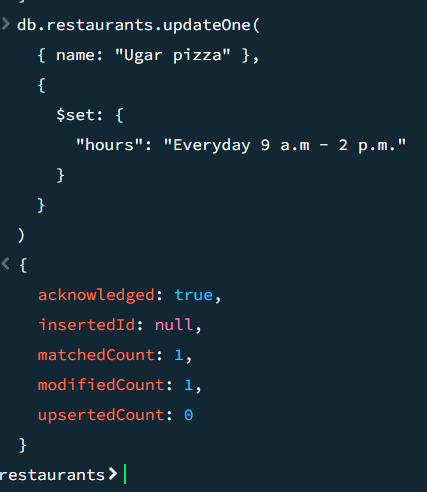 > db.restaurants.updateOne(
{ name: "Ugar pizza" },
{
$set: {
"hours": "Everyday 9 a.m - 2 p.m."
}
}
)
< {
acknowledged: true,
insertedId: null,
matchedCount: 1,
modifiedCount: 1,
upsertedCount: 0
}
restaurants>